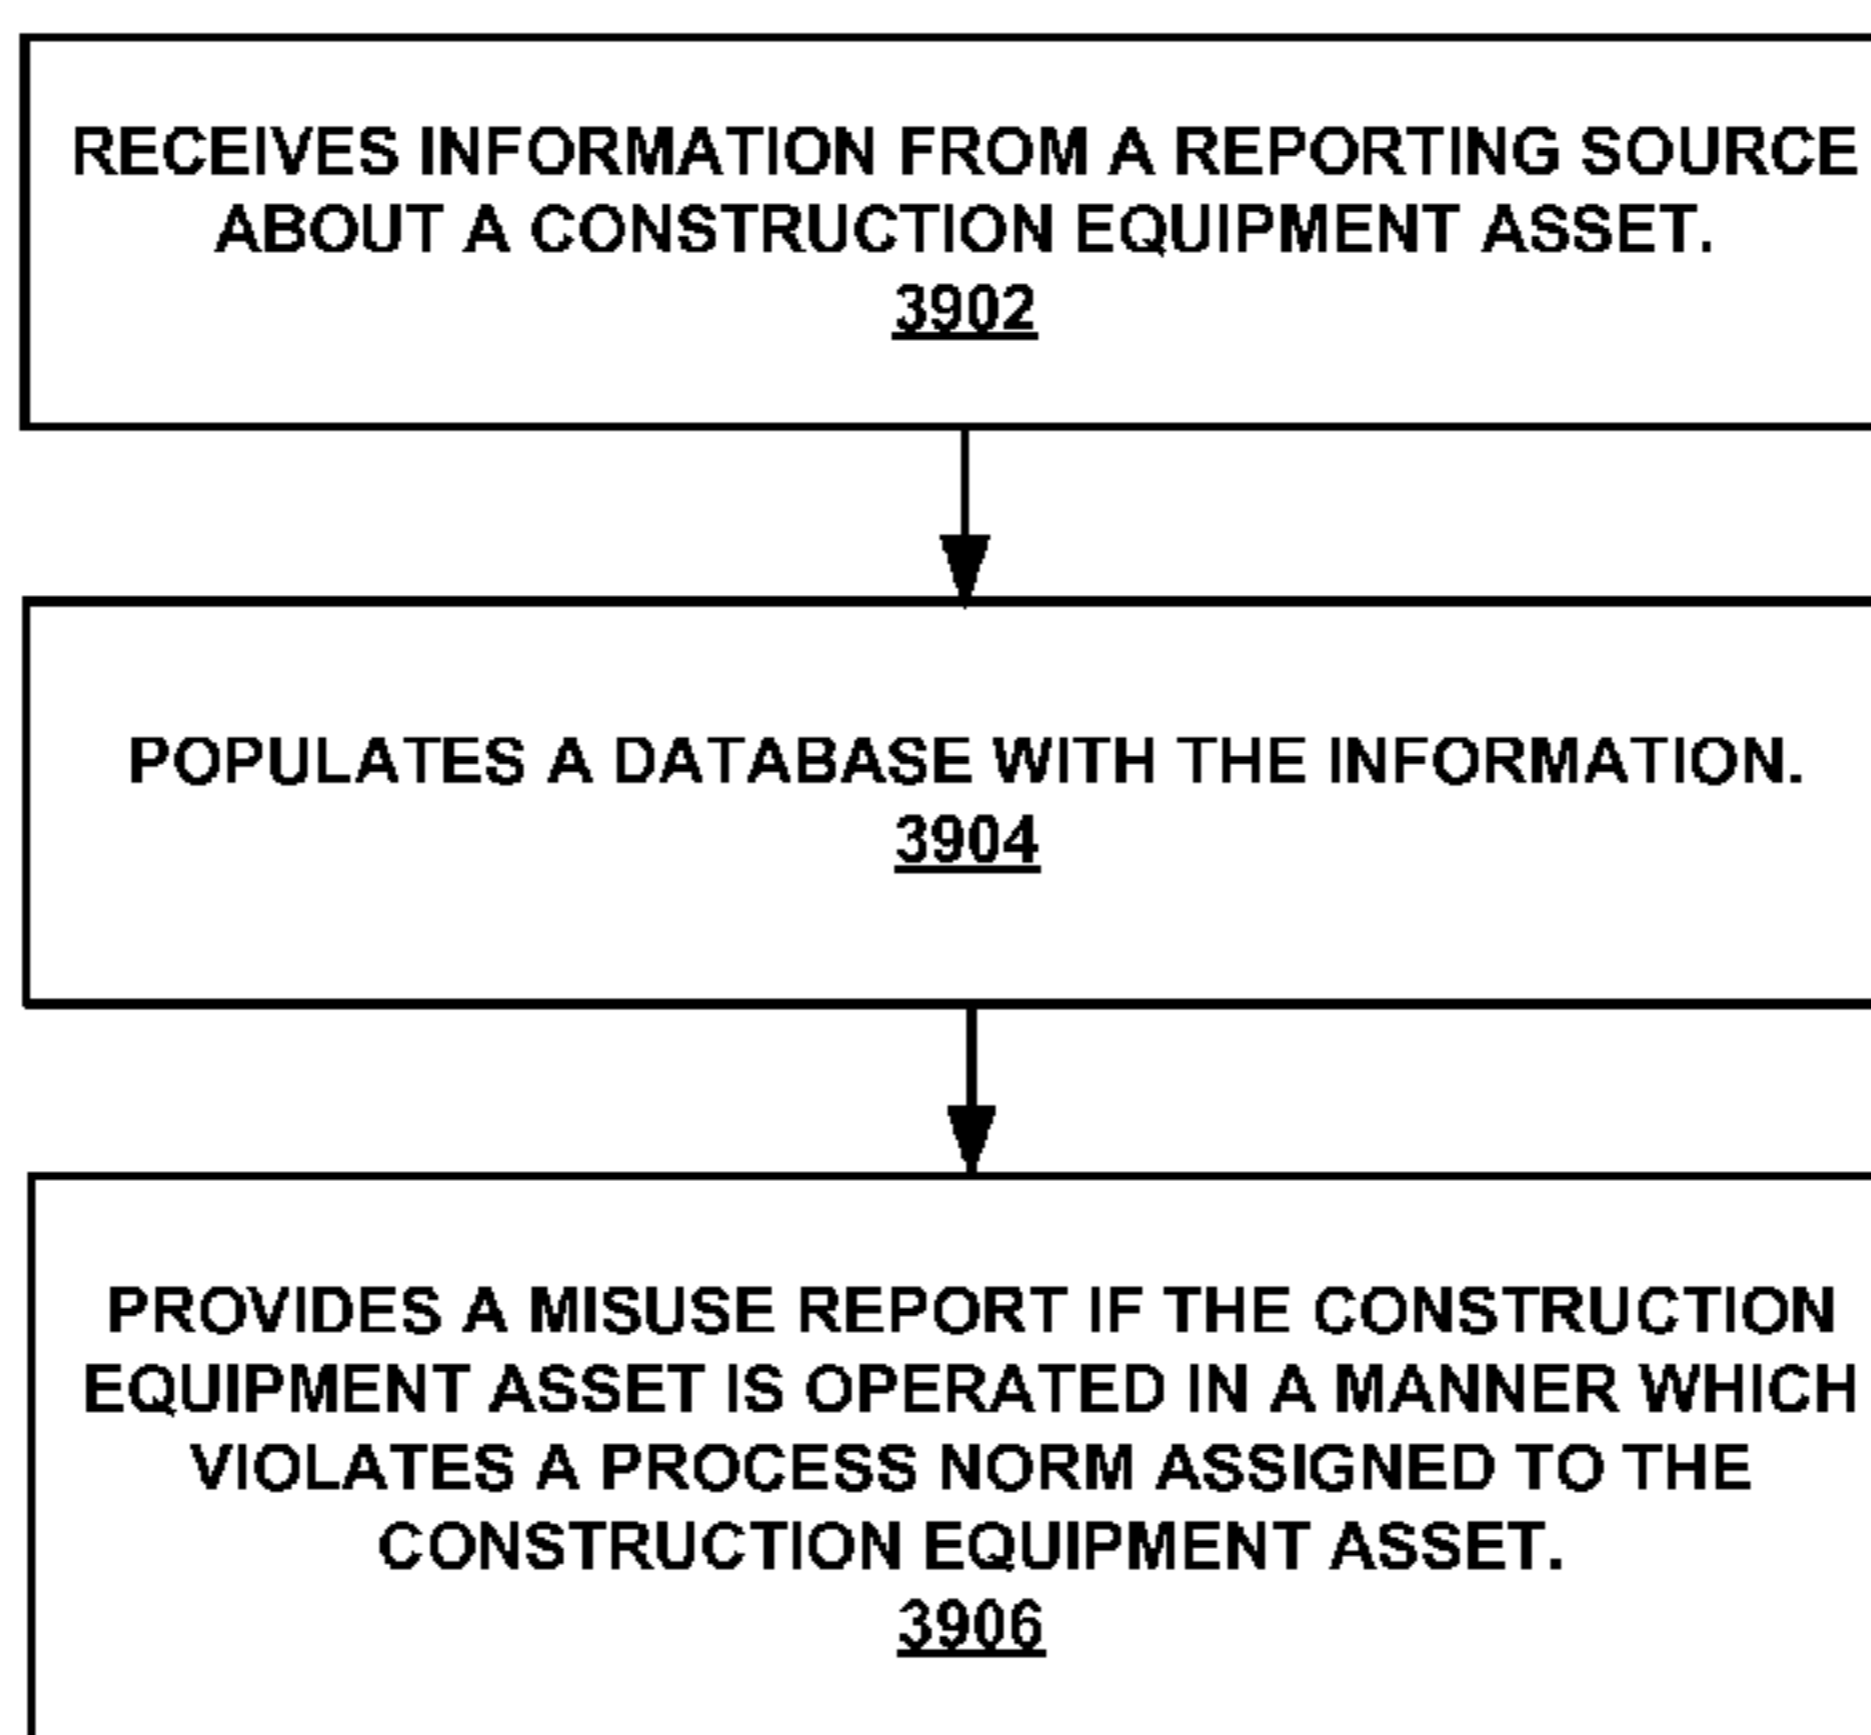 RECEIVES INFORMATION FROM A REPORTING SOURCE
ABOUT A CONSTRUCTION EQUIPMENT ASSET.
3902
POPULATES A DATABASE WITH THE INFORMATION.
3904
PROVIDES A MISUSE REPORT IF THE CONSTRUCTION
EQUIPMENT ASSET IS OPERATED IN A MANNER WHICH
VIOLATES A PROCESS NORM ASSIGNED TO THE
CONSTRUCTION EQUIPMENT ASSET.
3906